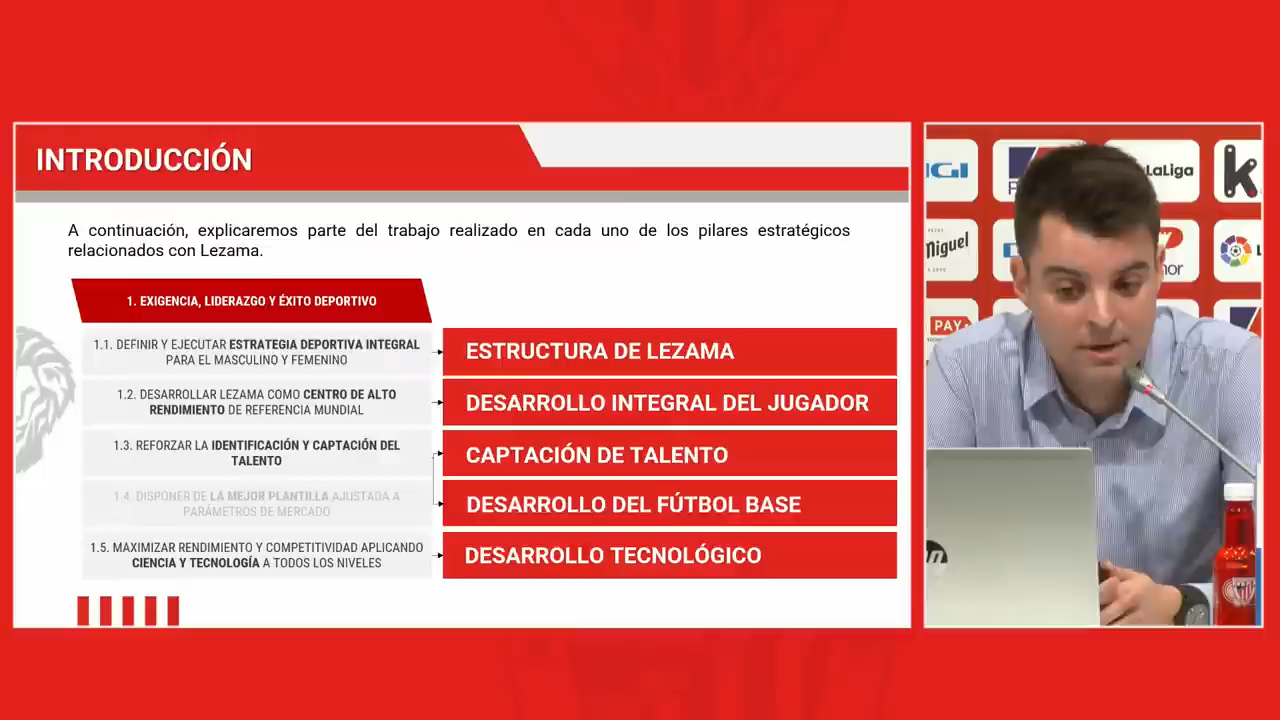 INTRODUCCIÓN
A continuación, explicaremos parte del trabajo realizado en cada uno de los pilares estratégicos
relacionados con Lezama.
1. EXIGENCIA, LIDERAZGO Y ÉXITO DEPORTIVO
1.1. DEFINIR Y EJECUTAR ESTRATEGIA DEPORTIVA INTEGRAL
PARA EL MASCULINO Y FEMENINO
ESTRUCTURA DE LEZAMA
1.2. DESARROLLAR LEZAMA COMO CENTRO DE ALTO
RENDIMIENTO DE REFERENCIA MUNDIAL
DESARROLLO INTEGRAL DEL JUGADOR
1.3. REFORZAR LA IDENTIFICACIÓN Y CAPTACIÓN DEL
TALENTO
CAPTACIÓN DE TALENTO
1.4. DISPONER DE LA MEJOR PLANTILLA AJUSTADA A
PARÁMETROS DE MERCADO
DESARROLLO DEL FÚTBOL BASE
1.5. MAXIMIZAR RENDIMIENTO Y COMPETITIVIDAD APLICANDO
CIENCIA Y TECNOLOGÍA A TODOS LOS NIVELES
DESARROLLO TECNOLÓGICO
LaLiga
k
Miguel
PAY